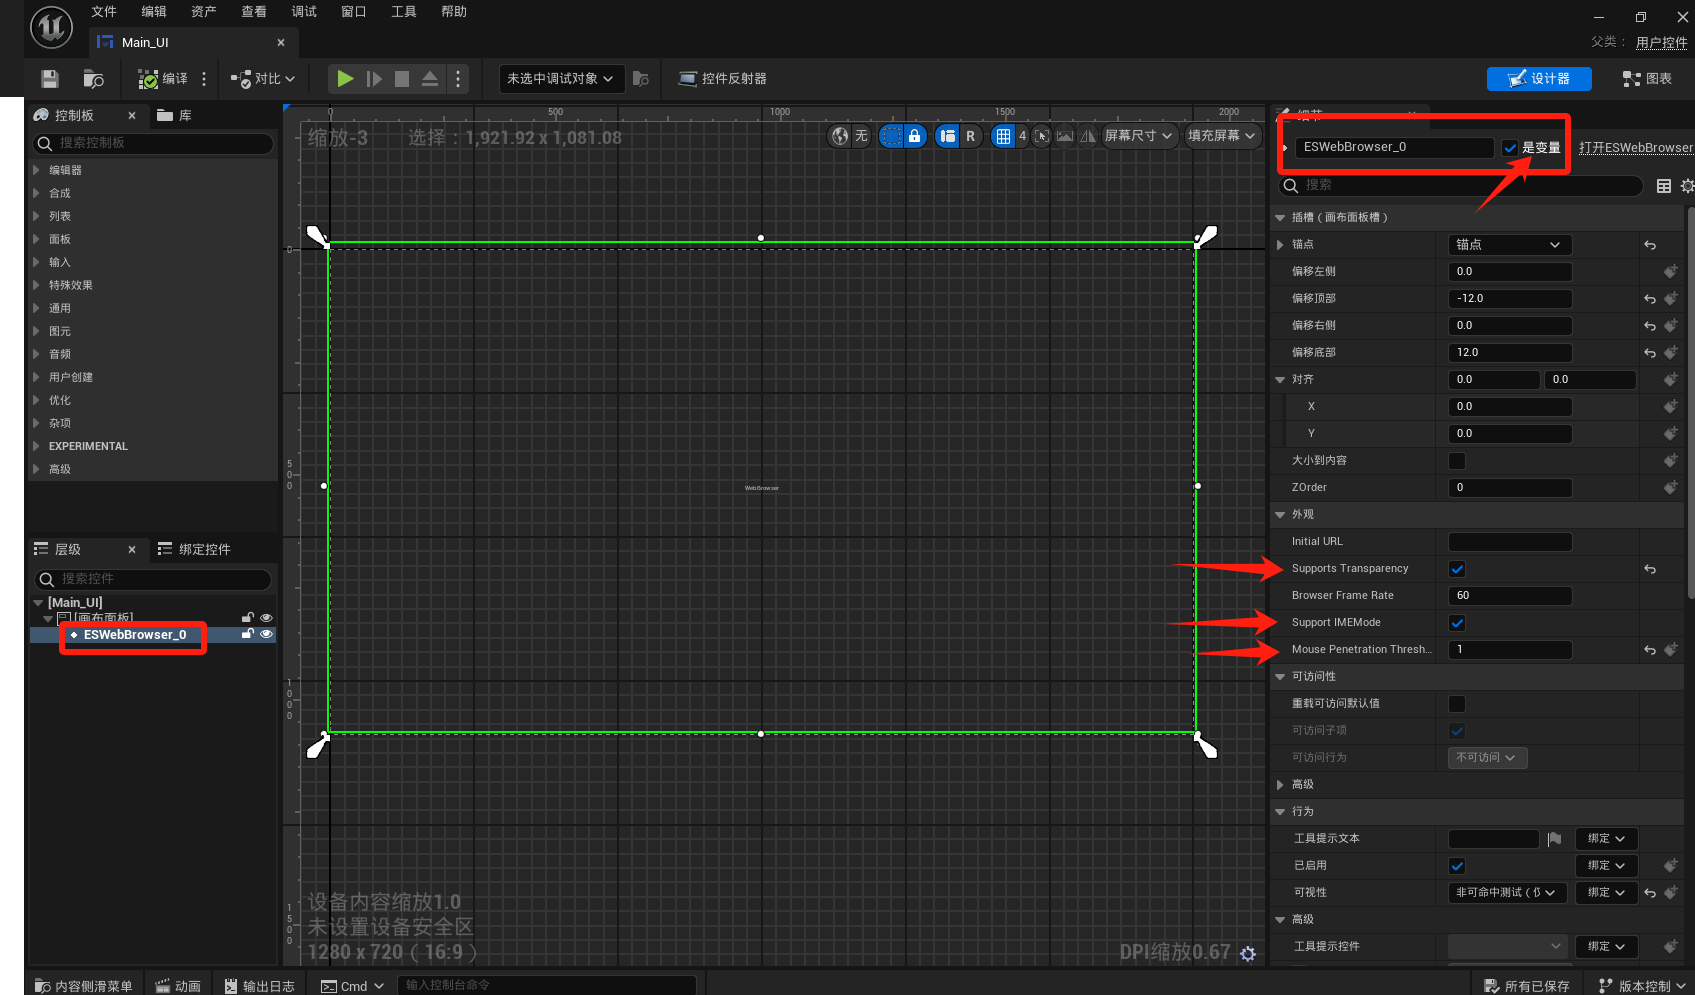 文件 编辑 资产 查看 调试 窗口 工具 帮助
Main_UI
父类： 用户控件
编译 对比 未选中调试对象 控件反射器 设计器 图表
控制板 库
搜索控制板
编辑器
合成
列表
面板
输入
特殊效果
通用
图元
音频
用户创建
优化
杂项
EXPERIMENTAL
高级
层级 绑定控件
搜索控件
[Main_UI]
[画布面板]
ESWebBrowser_0
0 500 1000 1500 2000
缩放-3 选择：1,921.92 x 1,081.08
无 4 R 屏幕尺寸 填充屏幕
0
500
1000
1500
WebBrowser
设备内容缩放1.0
未设置设备安全区
1280 x 720（16:9）
DPI缩放0.67
细节
ESWebBrowser_0 是变量 打开ESWebBrowser
搜索
插槽（画布面板槽）
锚点 锚点
偏移左侧 0.0
偏移顶部 -12.0
偏移右侧 0.0
偏移底部 12.0
对齐 0.0 0.0
X 0.0
Y 0.0
大小到内容
ZOrder 0
外观
Initial URL
Supports Transparency
Browser Frame Rate 60
Support IMEMode
Mouse Penetration Thresh... 1
可访问性
重载可访问默认值
可访问子项
可访问行为 不可访问
高级
行为
工具提示文本 绑定
已启用 绑定
可视性 非可命中测试（仅 绑定
高级
工具提示控件 绑定
内容侧滑菜单 动画 输出日志 Cmd 输入控制台命令 所有已保存 版本控制